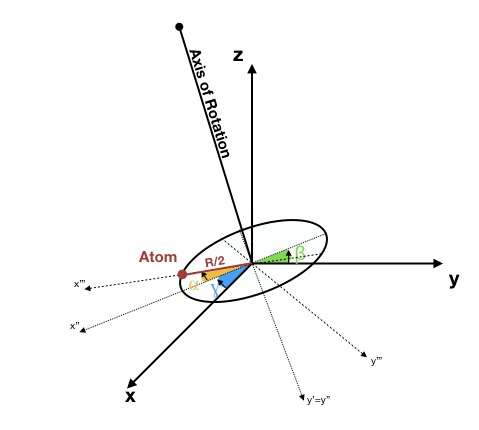 z
Axis of Rotation
Atom
R/2
β
α
γ
y
x'''
x''
x
y'''
y'=y''